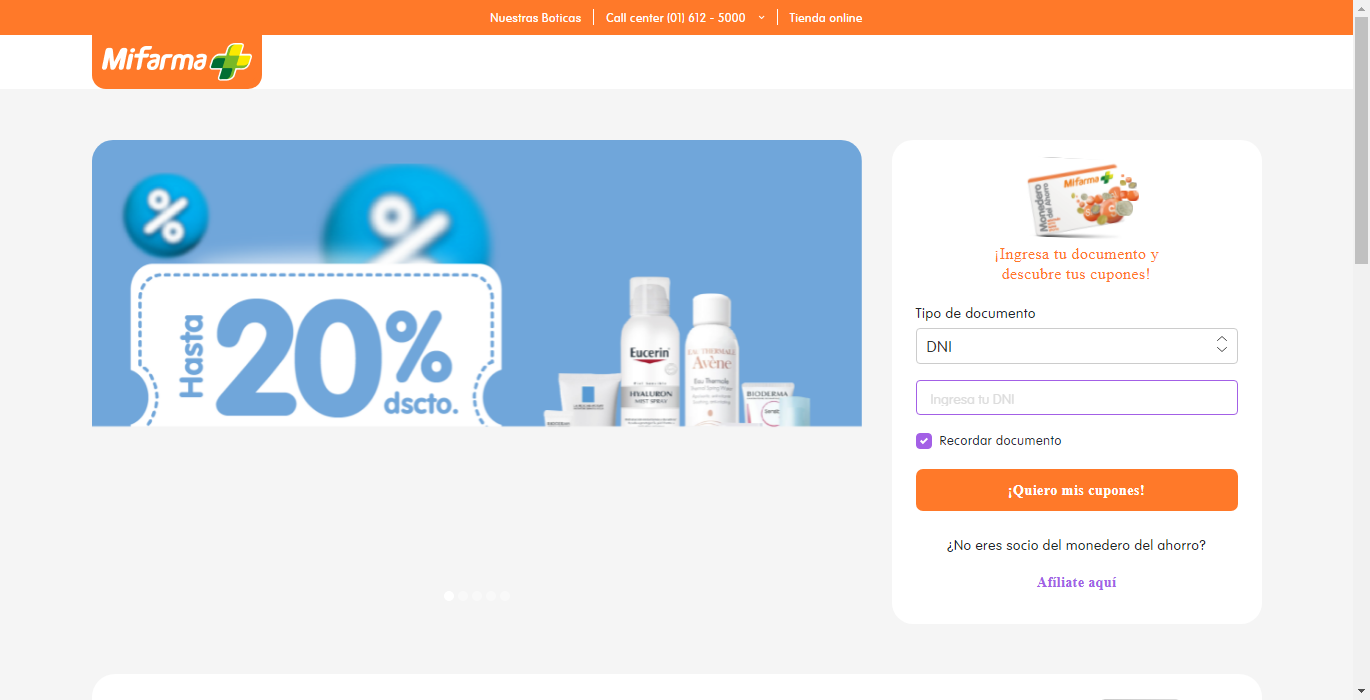 Nuestras Boticas
Call center (01) 612 - 5000
Tienda online
Mifarma
Hasta
20%
dscto.
Eucerin
HYALURON
MIST SPRAY
EAU THERMALE
Avène
Eau Thermale
BIODERMA
Mifarma
Monedero
del Ahorro
¡Ingresa tu documento y
descubre tus cupones!
Tipo de documento
DNI
Ingresa tu DNI
Recordar documento
¡Quiero mis cupones!
¿No eres socio del monedero del ahorro?
Afíliate aquí